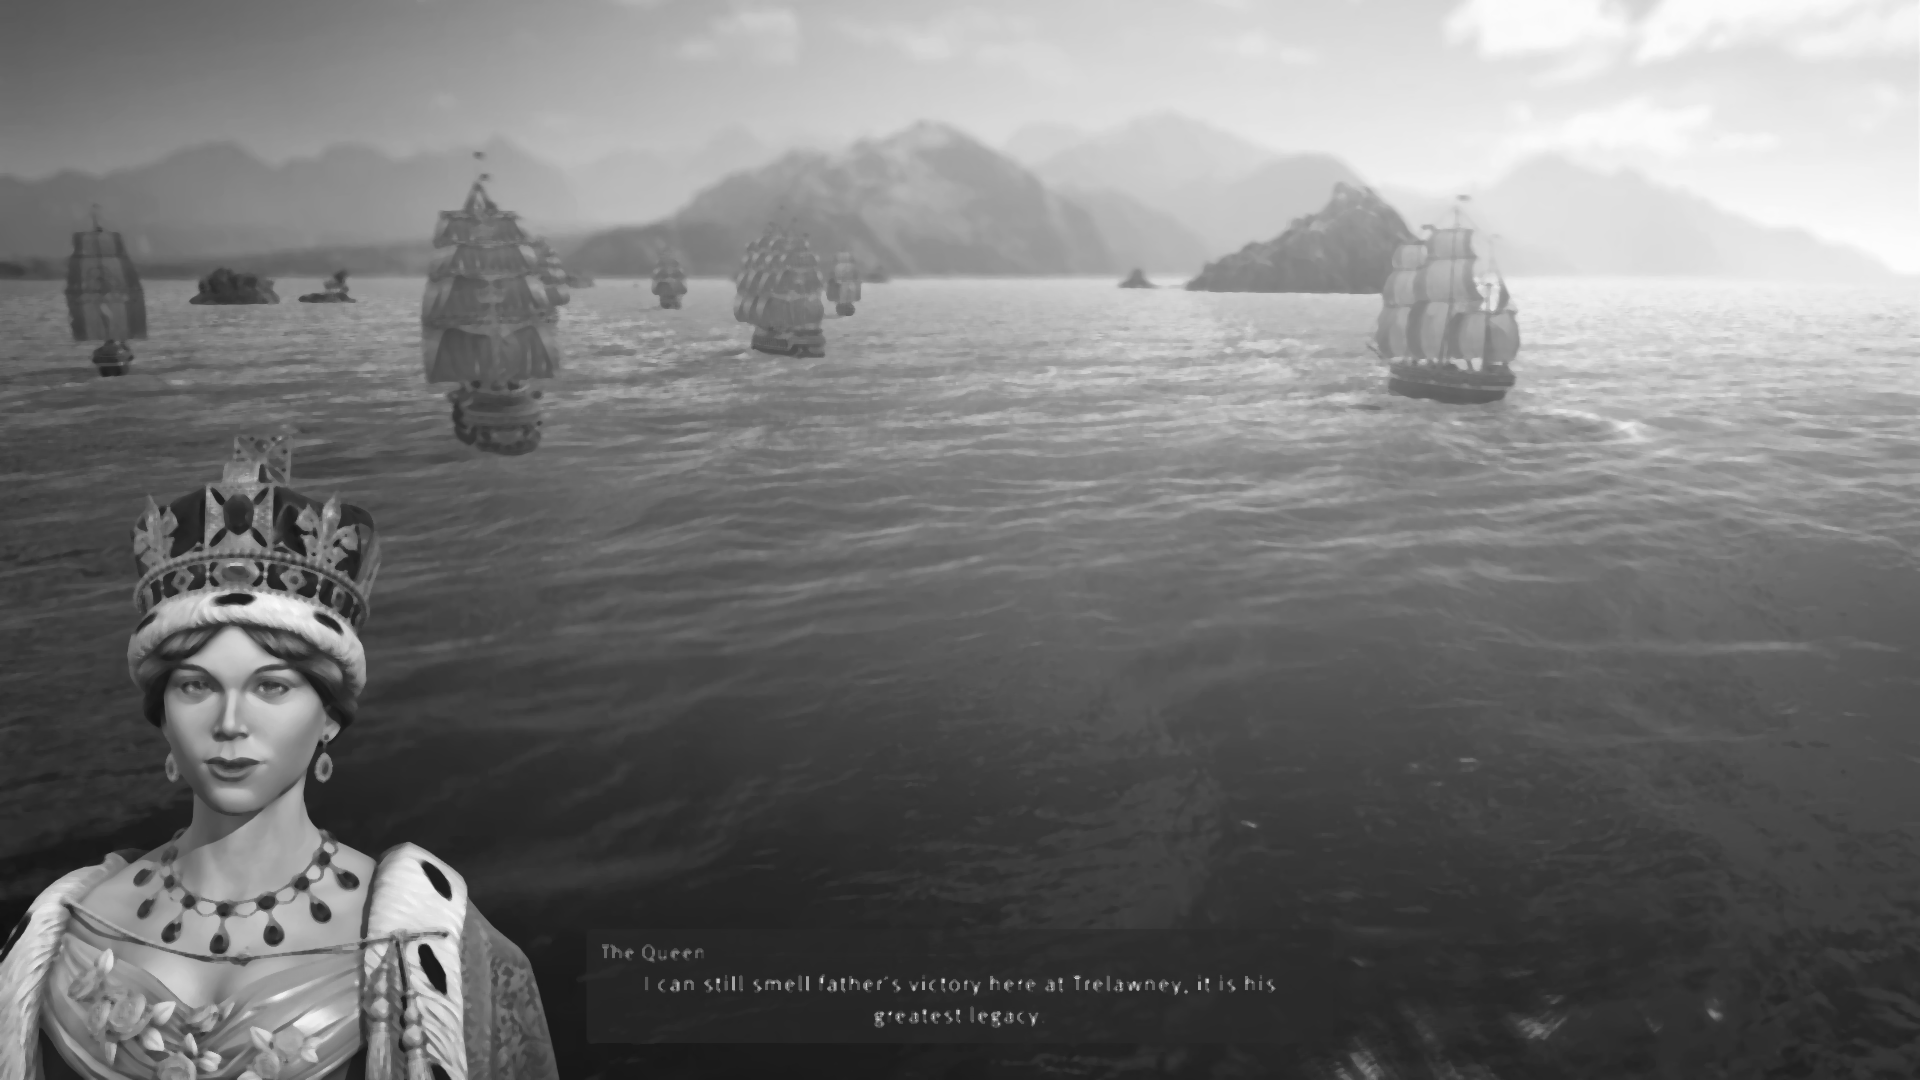 The Queen
I can still smell father's victory here at Trelawney, it is his
greatest legacy.